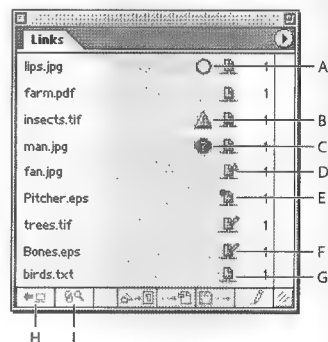 Links
lips.jpg 1 A
farm.pdf 1
insects.tif 1 B
man.jpg ? 1 C
fan.jpg D
Pitcher.eps 1 E
trees.tif 1
Bones.eps 1 F
birds.txt 1 G
H I